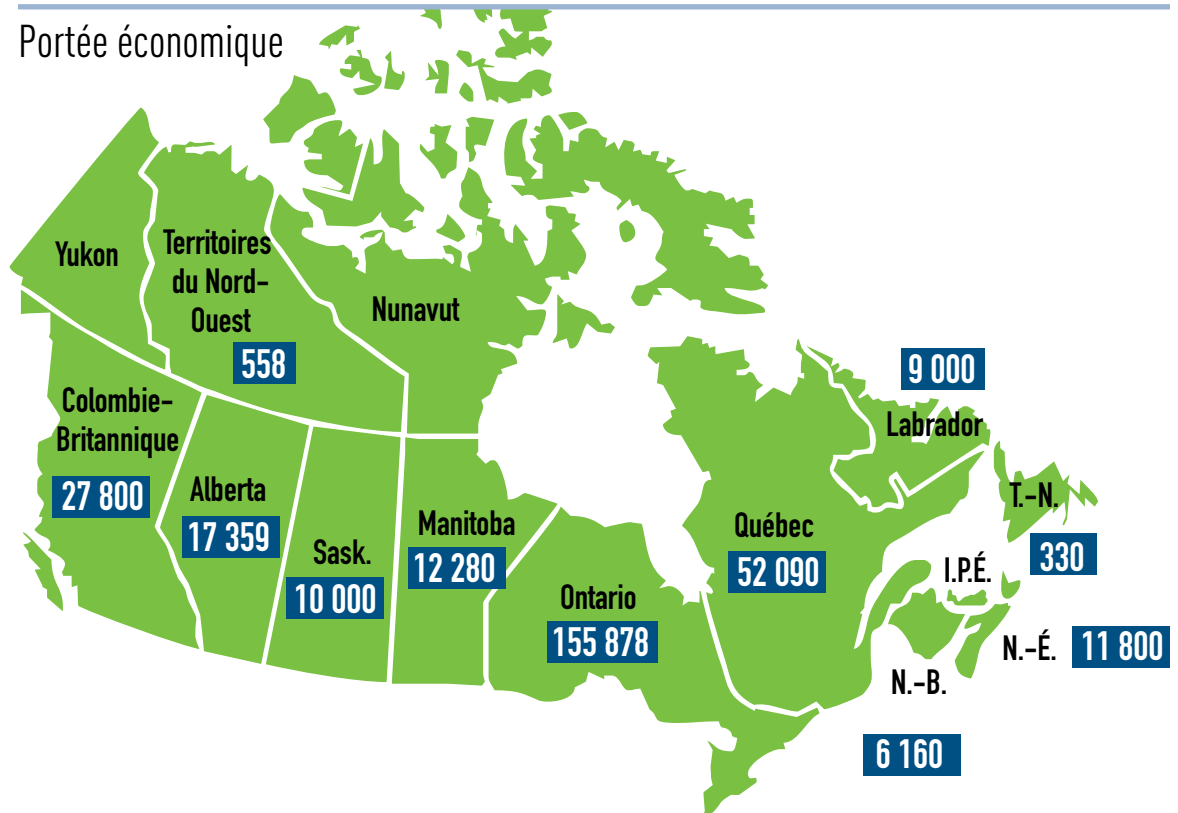 Portée économique
Yukon
Territoires
du Nord-
Ouest
558
Nunavut
Colombie-
Britannique
27 800
Alberta
17 359
Sask.
10 000
Manitoba
12 280
Ontario
155 878
Québec
52 090
9 000
Labrador
T.-N.
330
I.P.É.
N.-É.
11 800
N.-B.
6 160